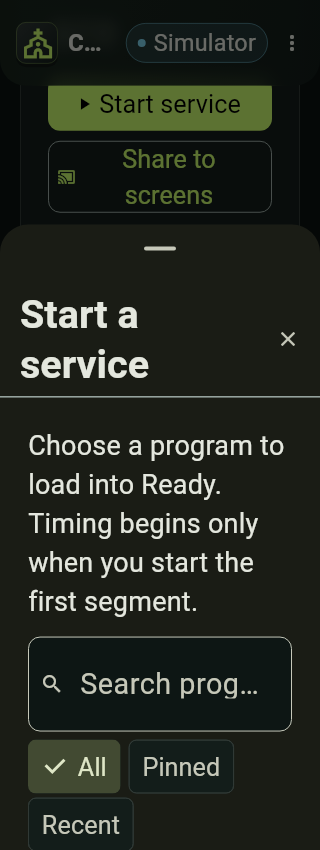 C...
Simulator
Start service
Share to
screens
Start a
service
Choose a program to
load into Ready.
Timing begins only
when you start the
first segment.
Search prog...
All
Pinned
Recent